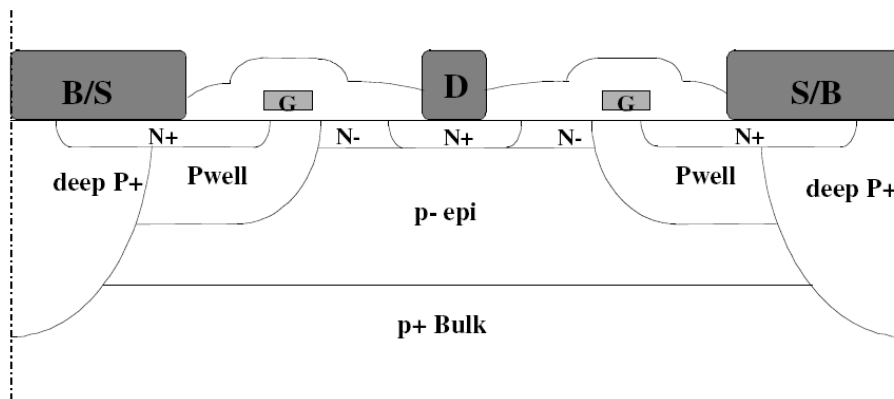 B/S D S/B
G G
N+ N- N+ N- N+
deep P+ Pwell Pwell deep P+
p- epi
p+ Bulk